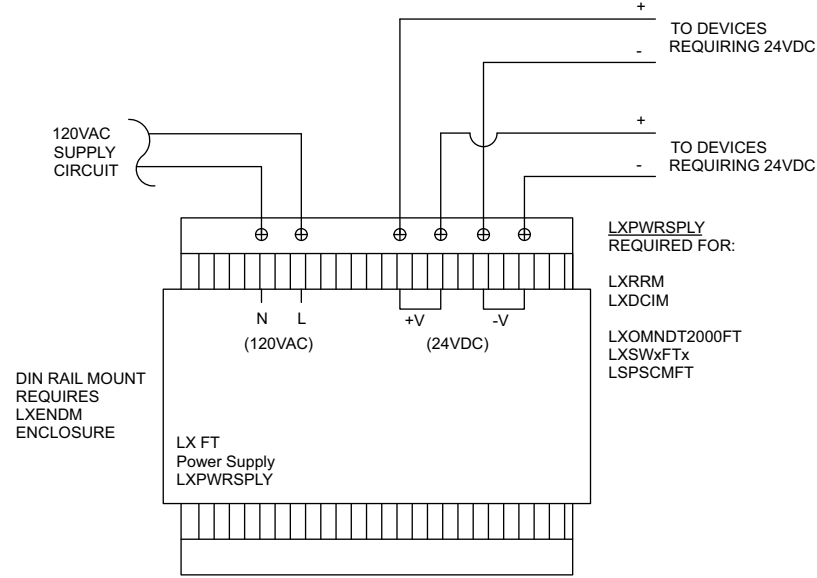 +
TO DEVICES
REQUIRING 24VDC
-
+
TO DEVICES
REQUIRING 24VDC
-
120VAC
SUPPLY
CIRCUIT
LXPWRSPLY
REQUIRED FOR:
LXRRM
LXDCIM
LXOMNDT2000FT
LXSWxFTx
LSPSCMFT
N L +V -V
(120VAC) (24VDC)
DIN RAIL MOUNT
REQUIRES
LXENDM
ENCLOSURE
LX FT
Power Supply
LXPWRSPLY